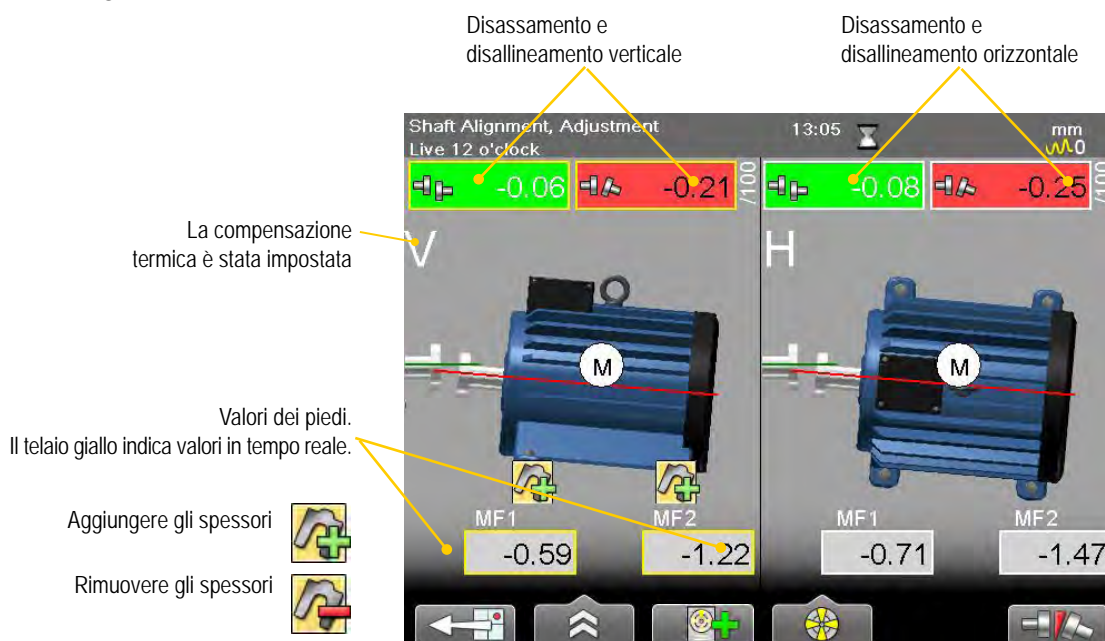 Disassamento e
disallineamento verticale
Disassamento e
disallineamento orizzontale
Shaft Alignment, Adjustment
13:05
mm
Live 12 o'clock
0
-0.06
-0.21
/100
-0.08
-0.25
/100
La compensazione
termica è stata impostata
V
H
M
M
Valori dei piedi.
Il telaio giallo indica valori in tempo reale.
Aggiungere gli spessori
Rimuovere gli spessori
MF1
MF2
MF1
MF2
-0.59
-1.22
-0.71
-1.47